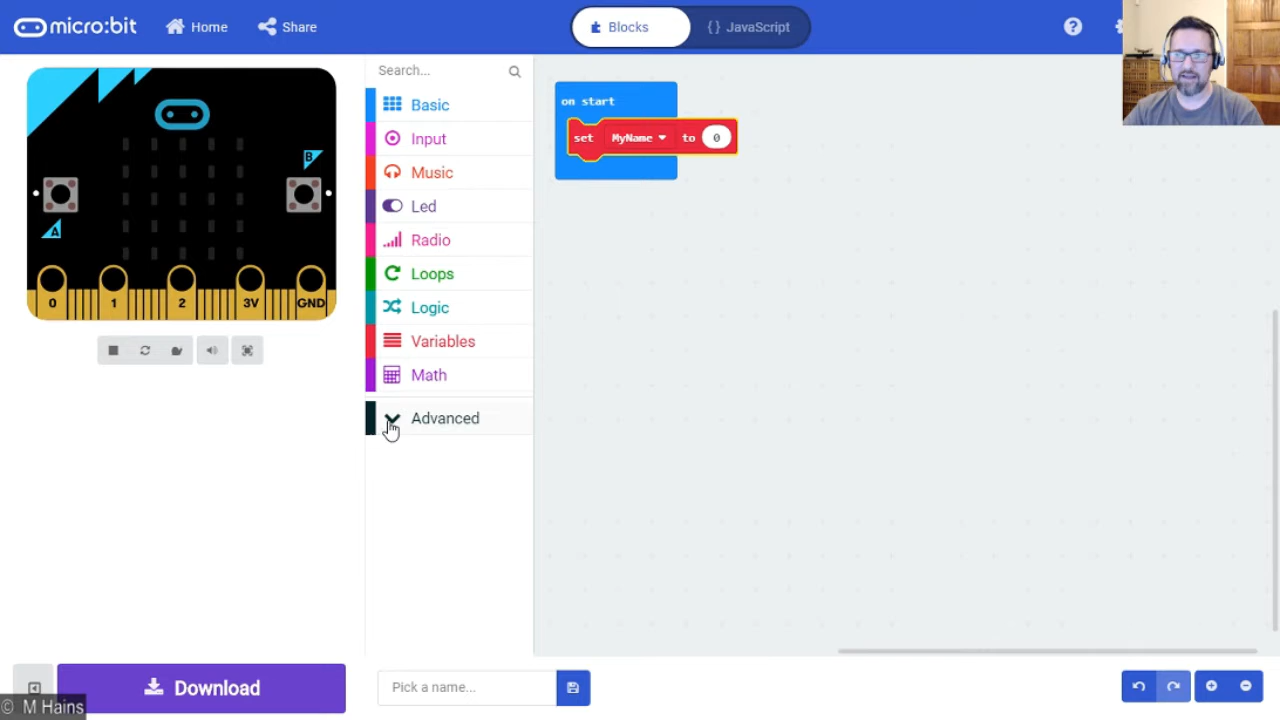 micro:bit
Home
Share
Blocks
{ } JavaScript
?
Search...
Basic
Input
Music
Led
Radio
Loops
Logic
Variables
Math
Advanced
on start
set MyName to 0
A
B
0 1 2 3V GND
Download
Pick a name...
© M Hains